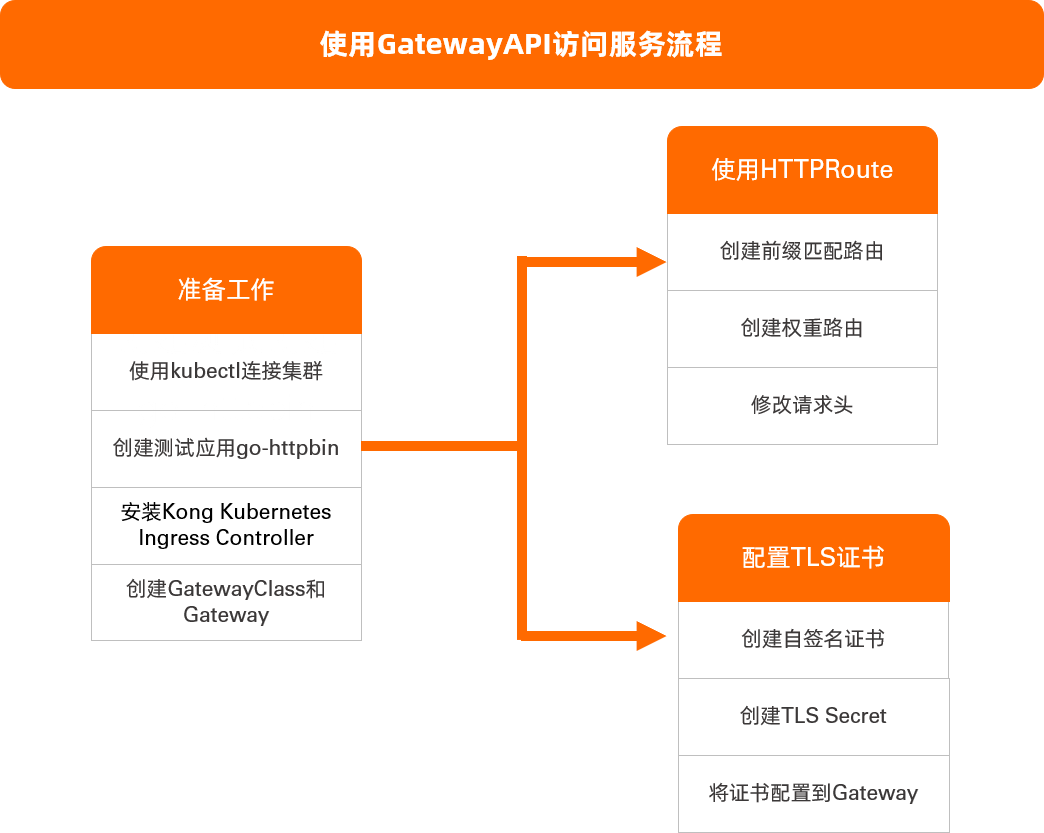 使用GatewayAPI访问服务流程
准备工作
使用kubectl连接集群
创建测试应用go-httpbin
安装Kong Kubernetes
Ingress Controller
创建GatewayClass和
Gateway
使用HTTPRoute
创建前缀匹配路由
创建权重路由
修改请求头
配置TLS证书
创建自签名证书
创建TLS Secret
将证书配置到Gateway